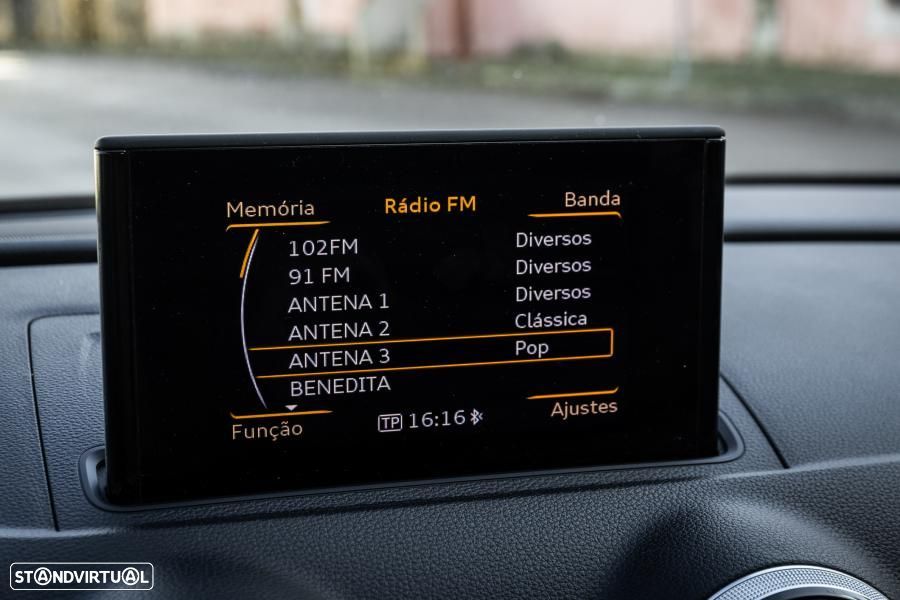 Memória Rádio FM Banda
102FM Diversos
91 FM Diversos
ANTENA 1 Diversos
ANTENA 2 Clássica
ANTENA 3 Pop
BENEDITA
Função TP 16:16 Ajustes
STANDVIRTUAL